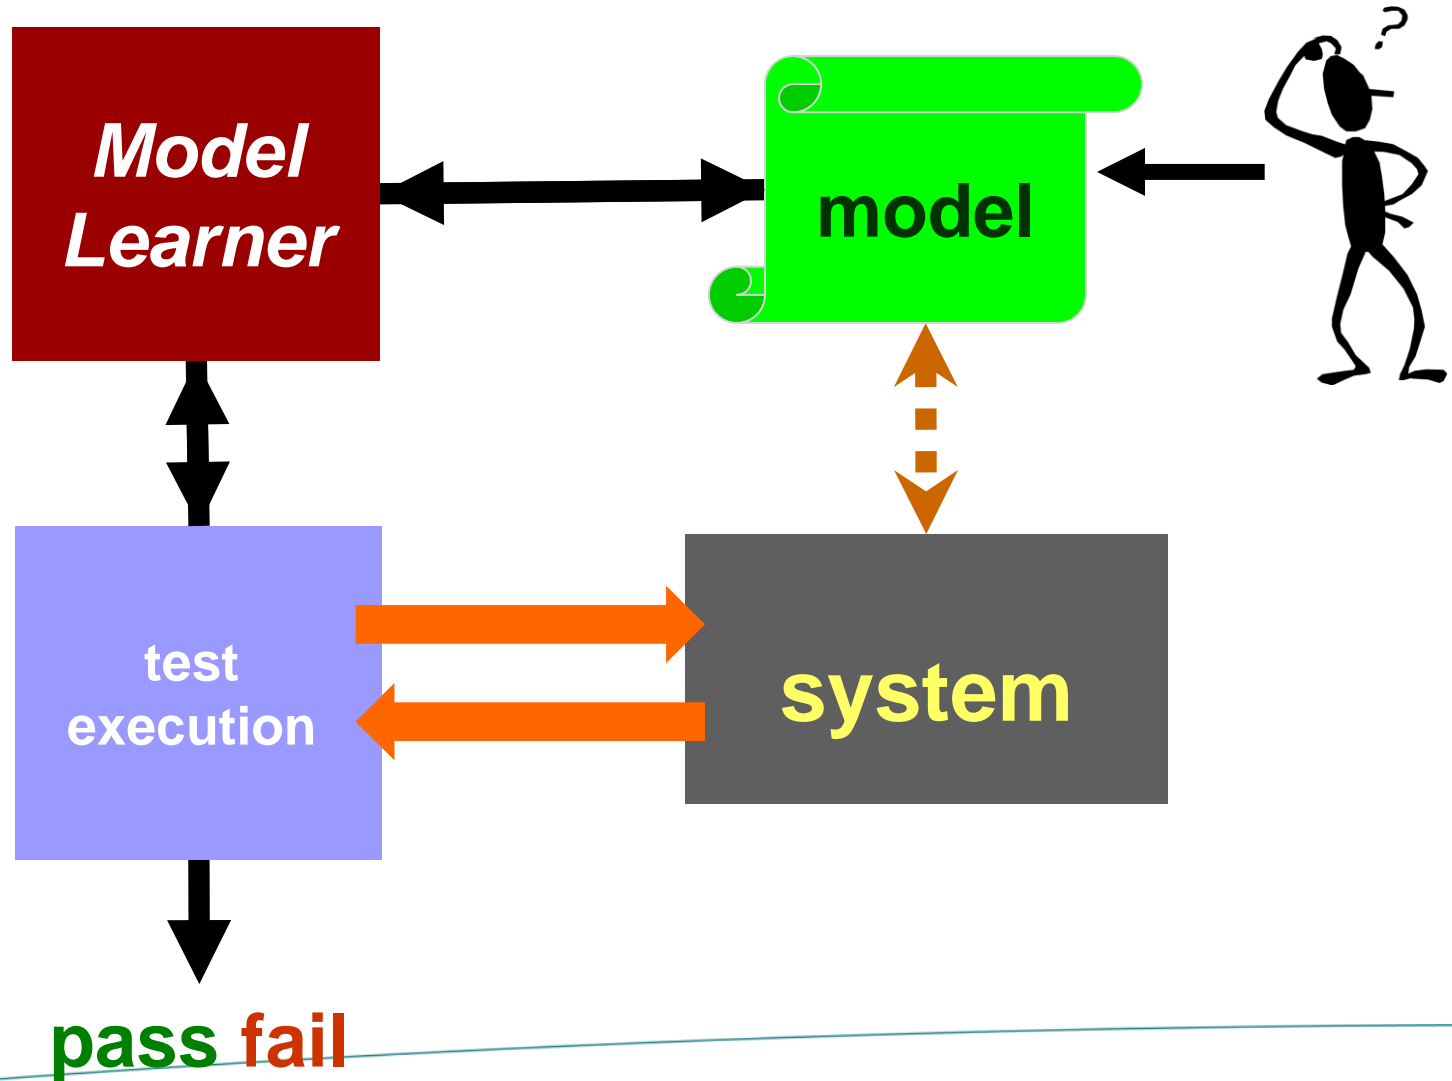 ?
Model
Learner
model
test
execution
system
pass fail